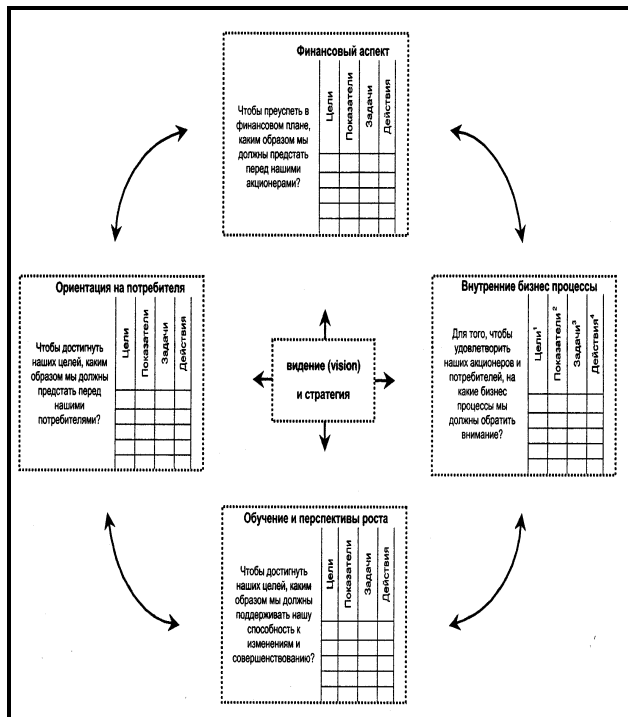 Финансовый аспект
Чтобы преуспеть в
финансовом плане,
каким образом мы
должны предстать
перед нашими
акционерами?
Цели
Показатели
Задачи
Действия
Ориентация на потребителя
Чтобы достигнуть
наших целей, каким
образом мы должны
предстать перед
нашими
потребителями?
Цели
Показатели
Задачи
Действия
видение (vision)
и стратегия
Внутренние бизнес процессы
Для того, чтобы
удовлетворить
наших акционеров и
потребителей, на
какие бизнес
процессы мы
должны обратить
внимание?
Цели¹
Показатели²
Задачи³
Действия⁴
Обучение и перспективы роста
Чтобы достигнуть
наших целей, каким
образом мы должны
поддерживать нашу
способность к
изменениям и
совершенствованию?
Цели
Показатели
Задачи
Действия